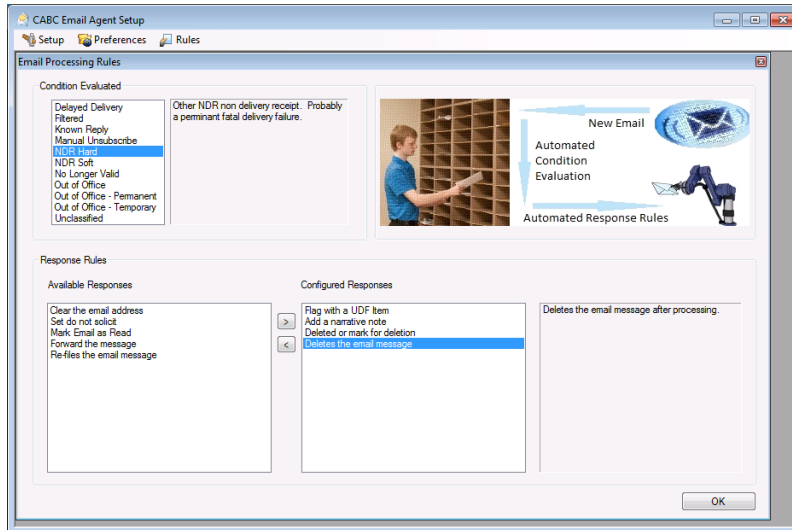 CABC Email Agent Setup
Setup Preferences Rules
Email Processing Rules
Condition Evaluated
Delayed Delivery
Filtered
Known Reply
Manual Unsubscribe
NDR Hard
NDR Soft
No Longer Valid
Out of Office
Out of Office - Permanent
Out of Office - Temporary
Unclassified
Other NDR non delivery receipt. Probably
a perminant fatal delivery failure.
New Email
Automated
Condition
Evaluation
Automated Response Rules
Response Rules
Available Responses
Clear the email address
Set do not solicit
Mark Email as Read
Forward the message
Re-files the email message
>
<
Configured Responses
Flag with a UDF Item
Add a narrative note
Deleted or mark for deletion
Deletes the email message
Deletes the email message after processing.
OK